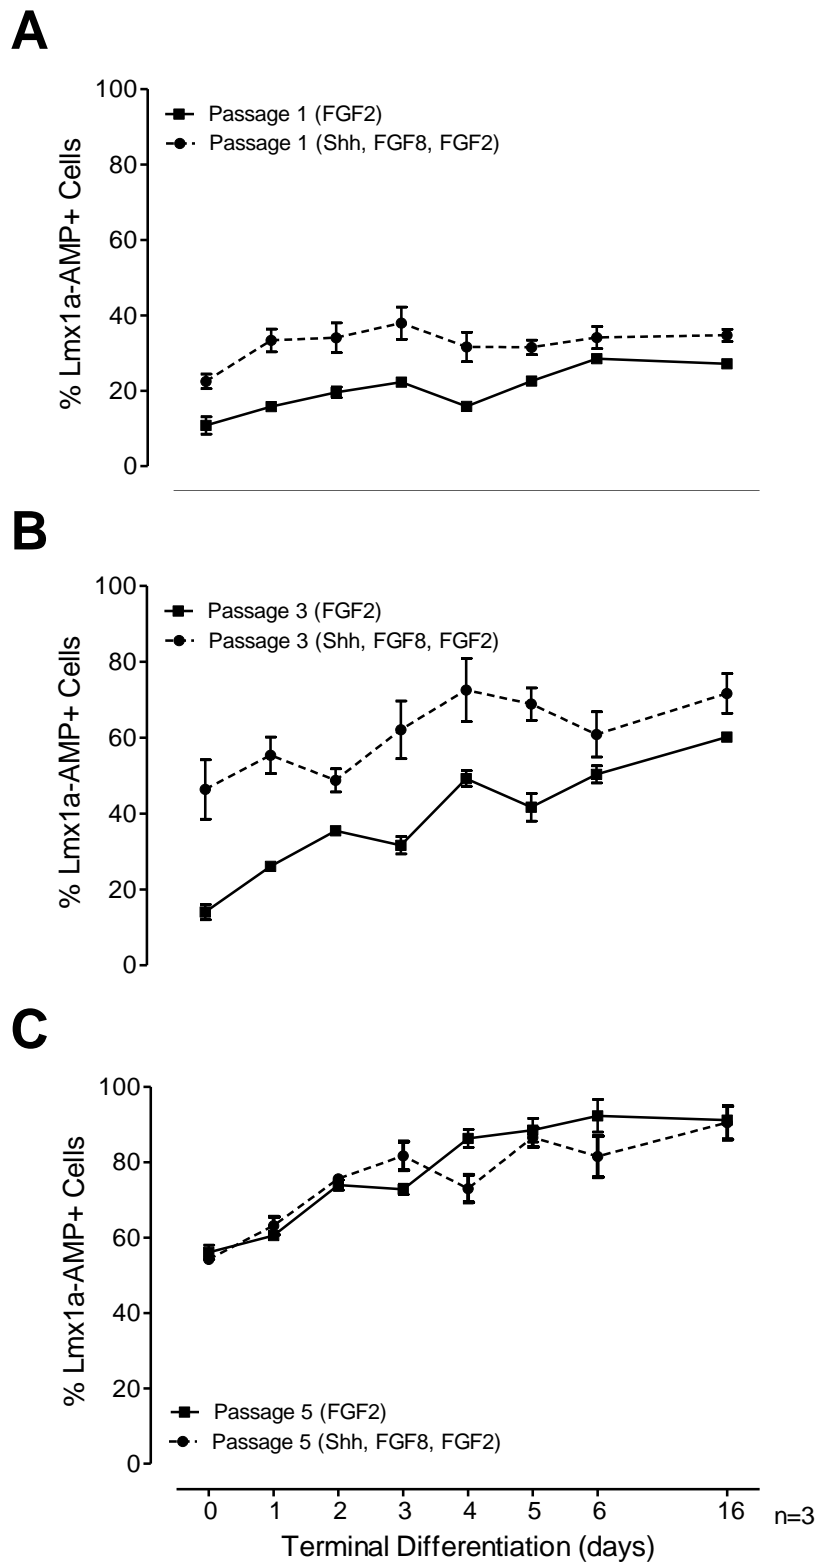 A
100
80
60
40
20
0
% Lmx1a-AMP+ Cells
Passage 1 (FGF2)
Passage 1 (Shh, FGF8, FGF2)
B
100
80
60
40
20
0
% Lmx1a-AMP+ Cells
Passage 3 (FGF2)
Passage 3 (Shh, FGF8, FGF2)
C
100
80
60
40
20
0
% Lmx1a-AMP+ Cells
Passage 5 (FGF2)
Passage 5 (Shh, FGF8, FGF2)
0 1 2 3 4 5 6 16 n=3
Terminal Differentiation (days)